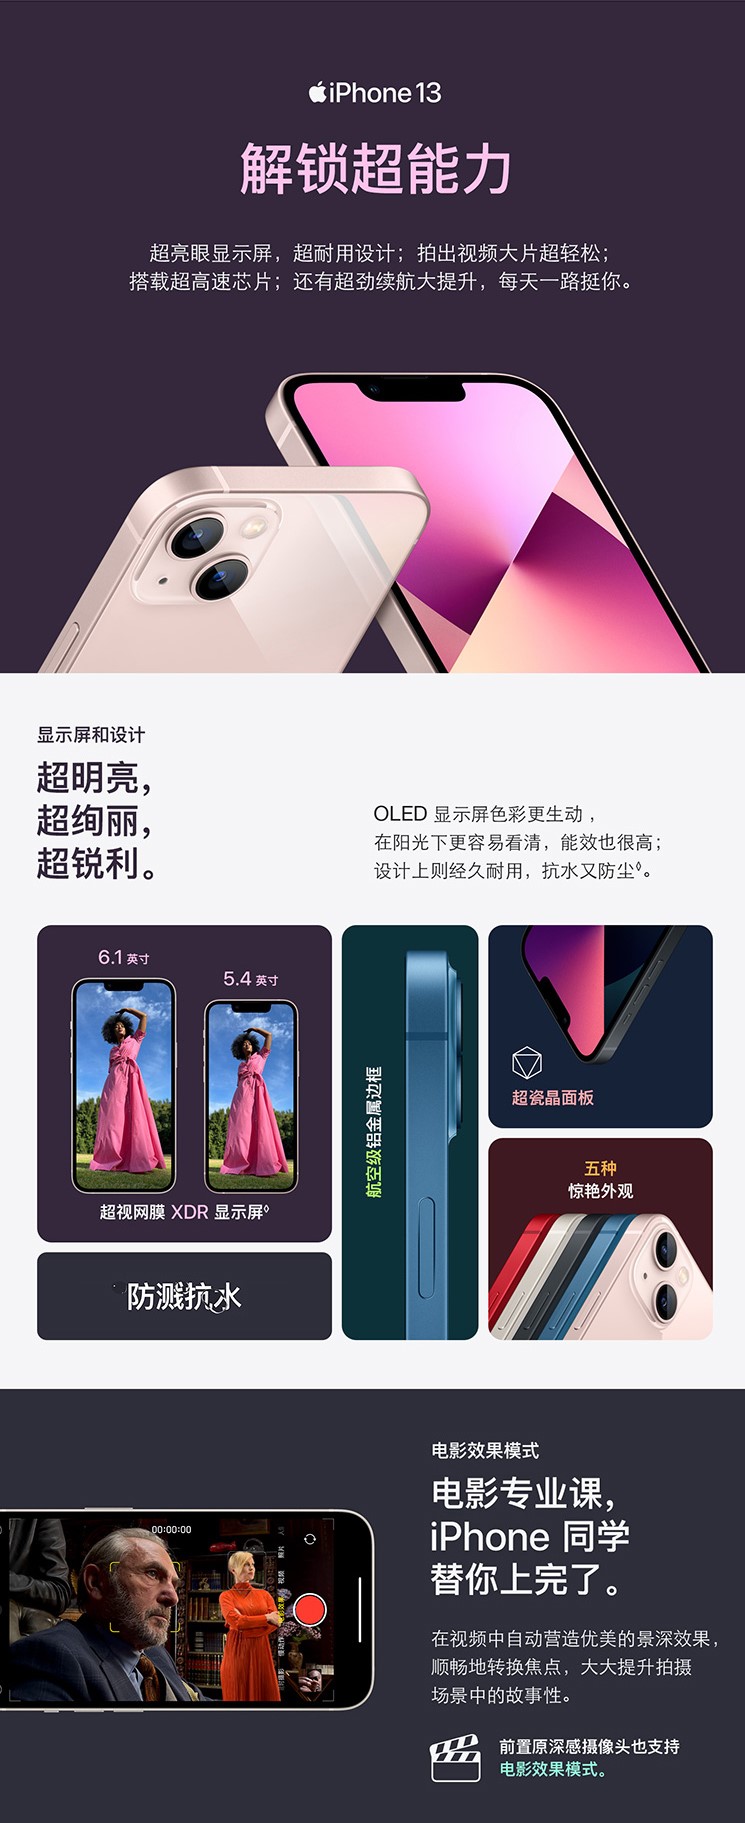 iPhone 13
解锁超能力
超亮眼显示屏，超耐用设计；拍出视频大片超轻松；
搭载超高速芯片；还有超劲续航大提升，每天一路挺你。
显示屏和设计
超明亮，
超绚丽，
超锐利。
OLED 显示屏色彩更生动，
在阳光下更容易看清，能效也很高；
设计上则经久耐用，抗水又防尘◊。
6.1 英寸
5.4 英寸
超视网膜 XDR 显示屏◊
防溅抗水
航空级铝金属边框
超瓷晶面板
五种
惊艳外观
电影效果模式
电影专业课，
iPhone 同学
替你上完了。
00:00:00
照片
视频
电影效果
在视频中自动营造优美的景深效果，
顺畅地转换焦点，大大提升拍摄
场景中的故事性。
前置原深感摄像头也支持
电影效果模式。